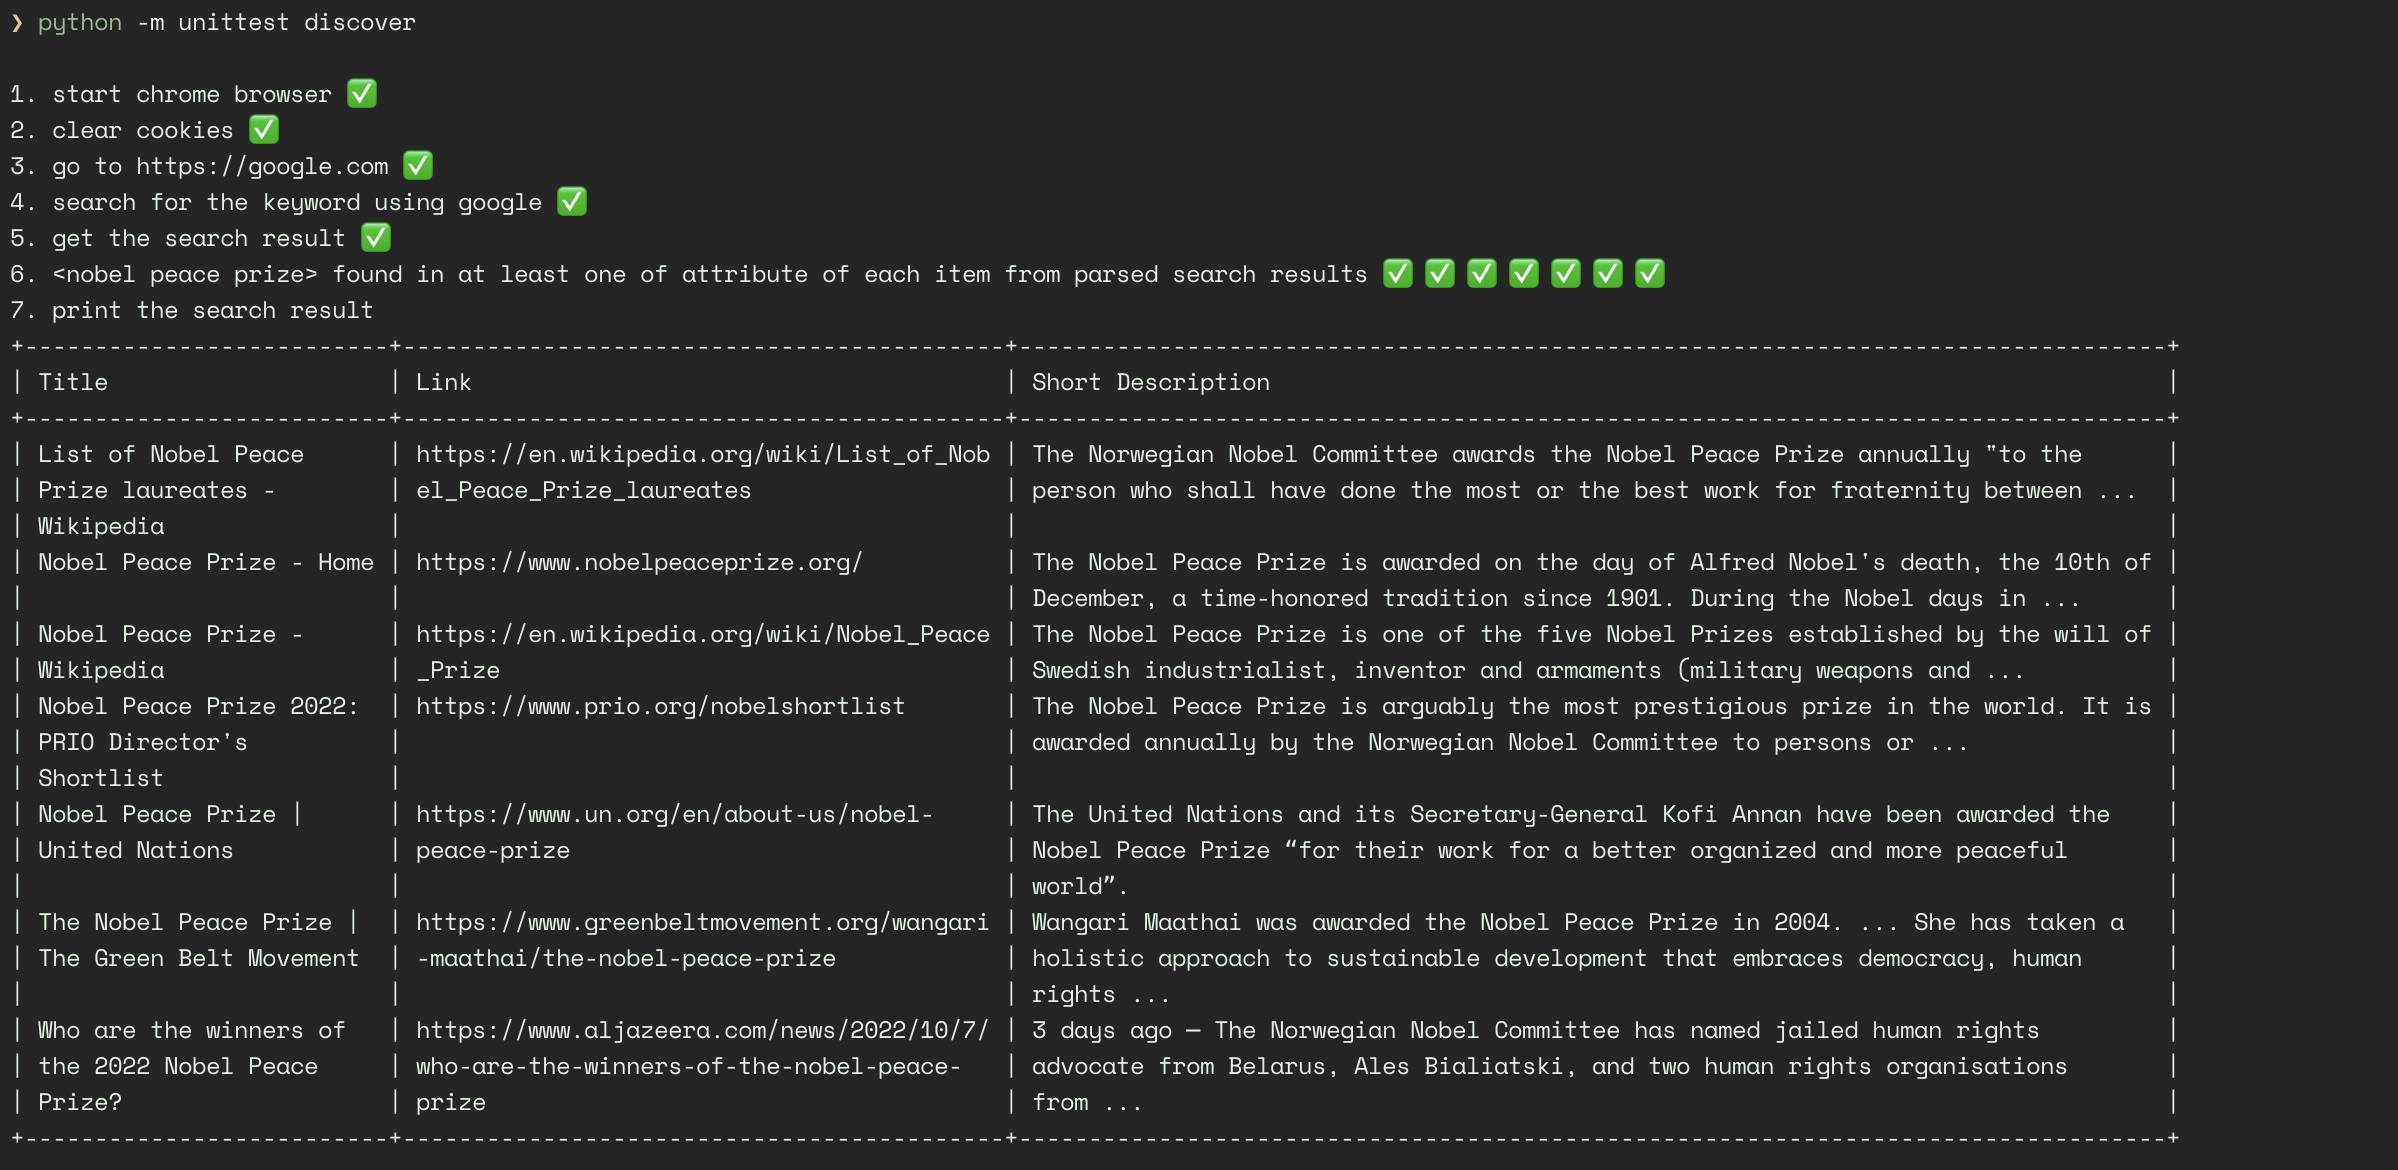 ❯ python -m unittest discover
1. start chrome browser ✅
2. clear cookies ✅
3. go to https://google.com ✅
4. search for the keyword using google ✅
5. get the search result ✅
6. <nobel peace prize> found in at least one of attribute of each item from parsed search results ✅ ✅ ✅ ✅ ✅ ✅ ✅
7. print the search result
+--------------------------+-------------------------------------------+----------------------------------------------------------------------------------+
| Title                    | Link                                      | Short Description                                                                |
+--------------------------+-------------------------------------------+----------------------------------------------------------------------------------+
| List of Nobel Peace      | https://en.wikipedia.org/wiki/List_of_Nob | The Norwegian Nobel Committee awards the Nobel Peace Prize annually "to the      |
| Prize laureates -        | el_Peace_Prize_laureates                  | person who shall have done the most or the best work for fraternity between ...  |
| Wikipedia                |                                           |                                                                                  |
| Nobel Peace Prize - Home | https://www.nobelpeaceprize.org/          | The Nobel Peace Prize is awarded on the day of Alfred Nobel's death, the 10th of |
|                          |                                           | December, a time-honored tradition since 1901. During the Nobel days in ...      |
| Nobel Peace Prize -      | https://en.wikipedia.org/wiki/Nobel_Peace | The Nobel Peace Prize is one of the five Nobel Prizes established by the will of |
| Wikipedia                | _Prize                                    | Swedish industrialist, inventor and armaments (military weapons and ...          |
| Nobel Peace Prize 2022:  | https://www.prio.org/nobelshortlist       | The Nobel Peace Prize is arguably the most prestigious prize in the world. It is |
| PRIO Director's          |                                           | awarded annually by the Norwegian Nobel Committee to persons or ...              |
| Shortlist                |                                           |                                                                                  |
| Nobel Peace Prize |      | https://www.un.org/en/about-us/nobel-     | The United Nations and its Secretary-General Kofi Annan have been awarded the    |
| United Nations           | peace-prize                               | Nobel Peace Prize “for their work for a better organized and more peaceful       |
|                          |                                           | world”.                                                                          |
| The Nobel Peace Prize |  | https://www.greenbeltmovement.org/wangari | Wangari Maathai was awarded the Nobel Peace Prize in 2004. ... She has taken a   |
| The Green Belt Movement  | -maathai/the-nobel-peace-prize            | holistic approach to sustainable development that embraces democracy, human      |
|                          |                                           | rights ...                                                                       |
| Who are the winners of   | https://www.aljazeera.com/news/2022/10/7/ | 3 days ago — The Norwegian Nobel Committee has named jailed human rights         |
| the 2022 Nobel Peace     | who-are-the-winners-of-the-nobel-peace-   | advocate from Belarus, Ales Bialiatski, and two human rights organisations       |
| Prize?                   | prize                                     | from ...                                                                         |
+--------------------------+-------------------------------------------+----------------------------------------------------------------------------------+